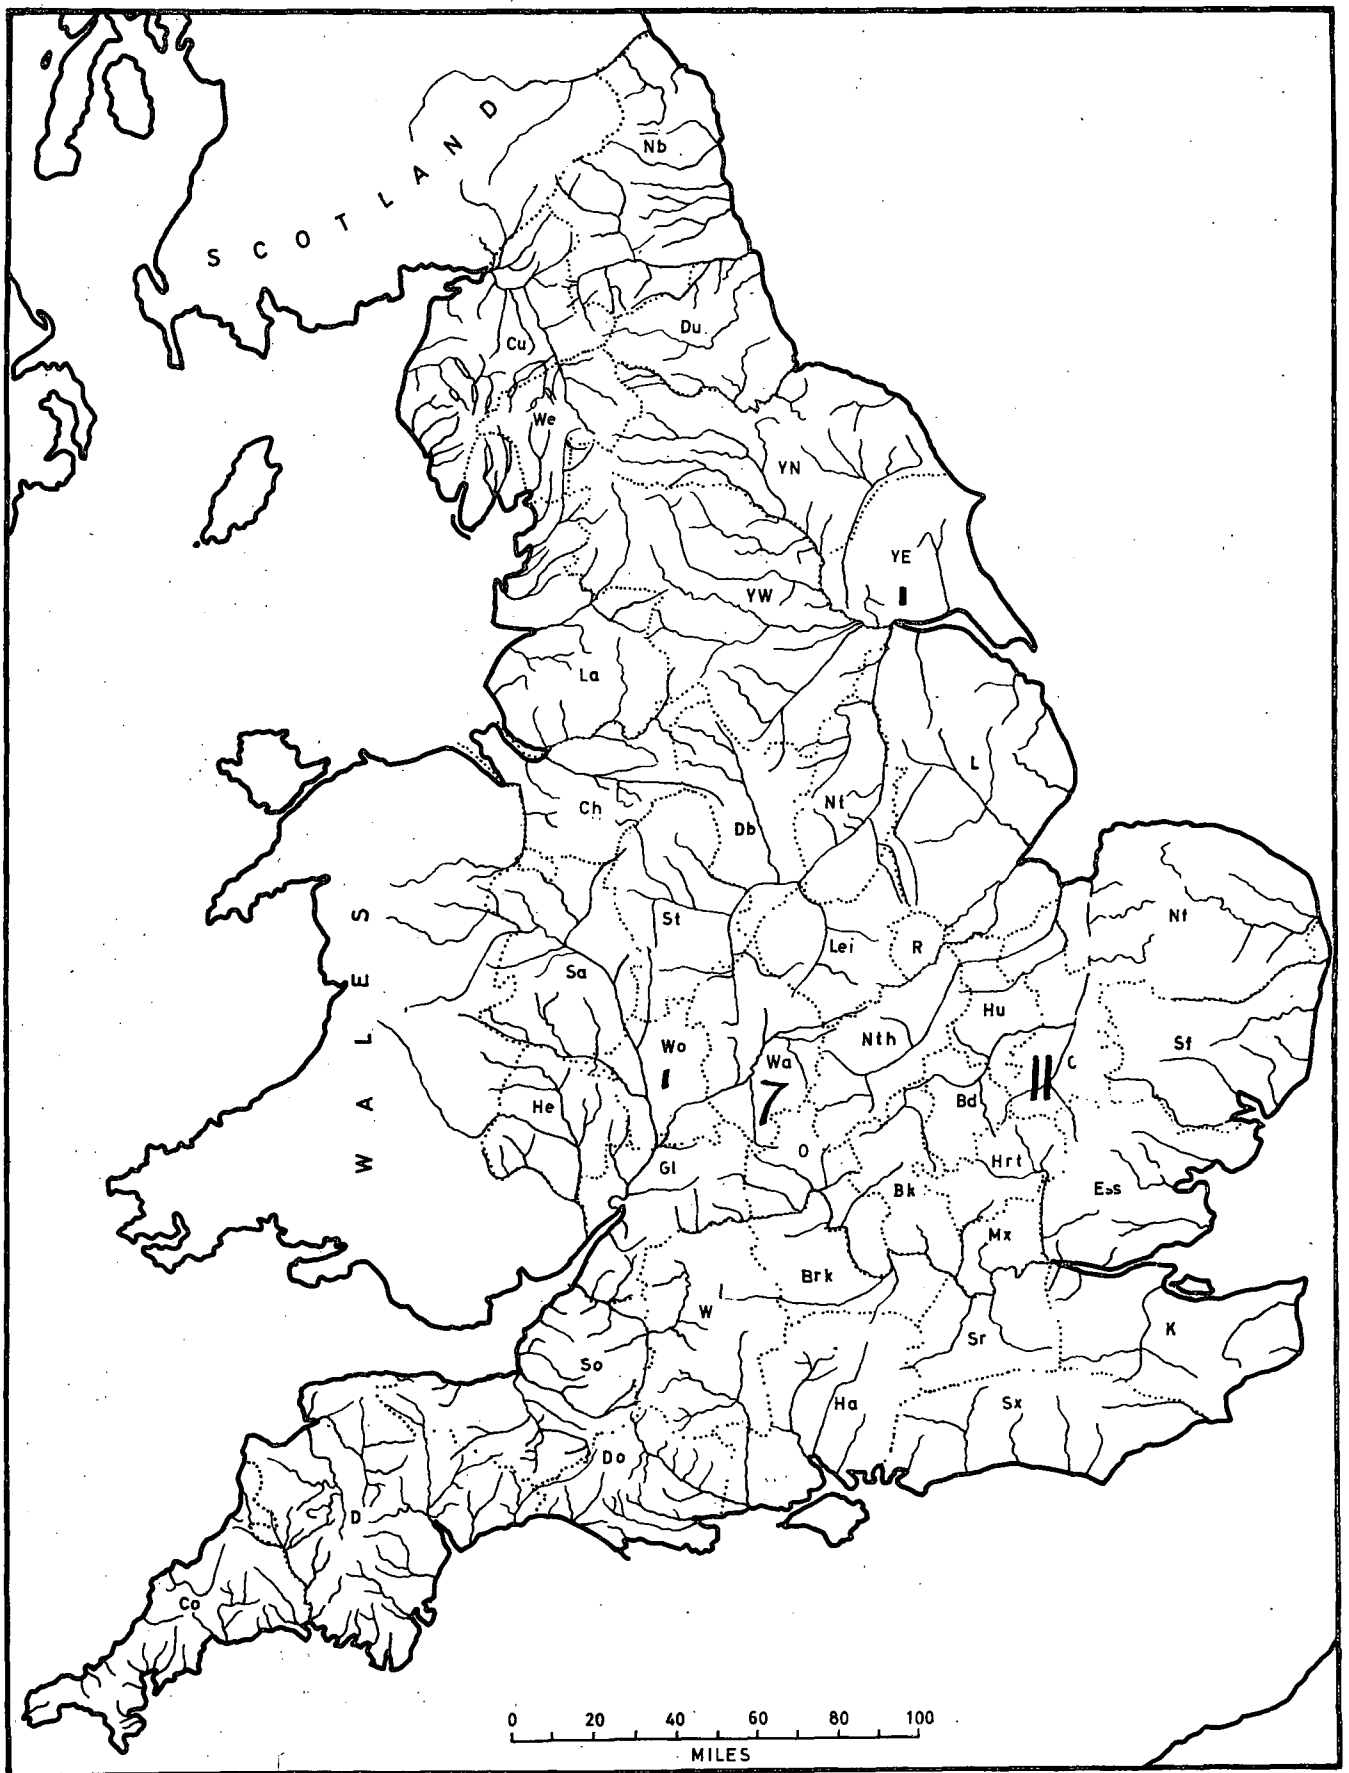 SCOTLAND
Nb
Cu
Du
We
YN
YE
I
YW
La
L
Ch
Nt
Db
Nf
St
Lei
R
Sa
Hu
Wo
I
Wa
7
Nth
II
C
Sf
He
Bd
Gl
O
Hrt
Bk
Ess
Mx
Brk
W
Sr
K
So
Ha
Sx
Do
D
Co
WALES
0 20 40 60 80 100
MILES